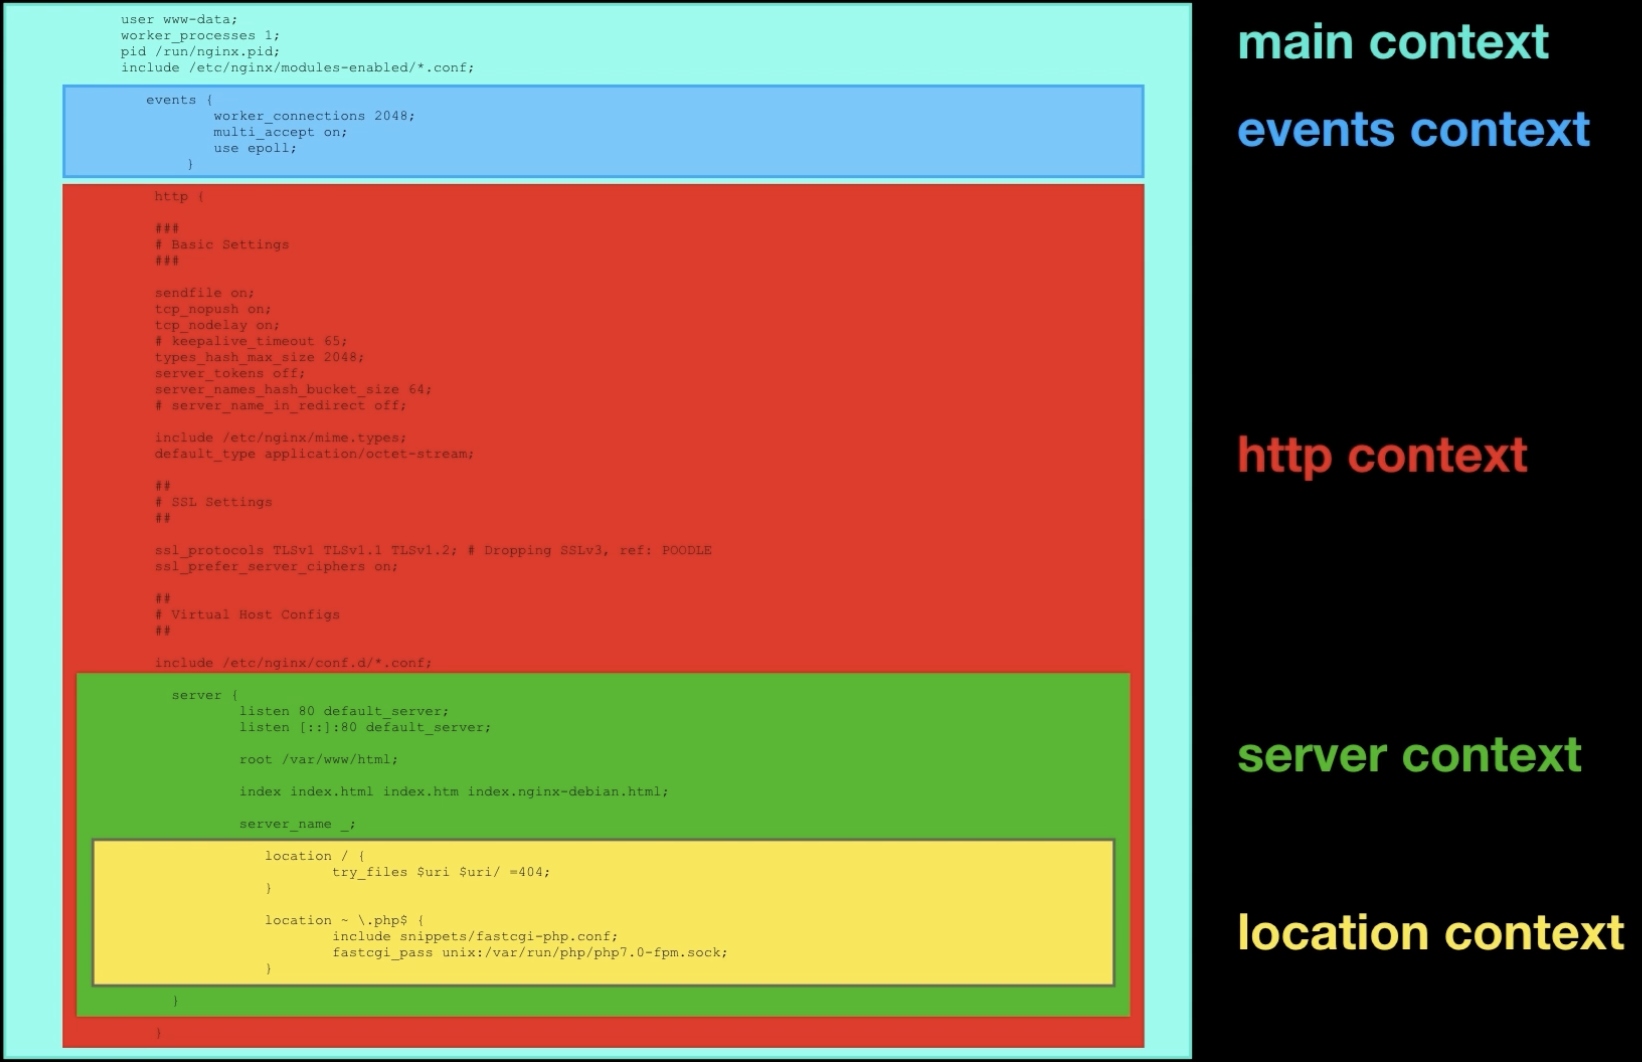 user www-data;
worker_processes 1;
pid /run/nginx.pid;
include /etc/nginx/modules-enabled/*.conf;
events {
worker_connections 2048;
multi_accept on;
use epoll;
}
http {
###
# Basic Settings
###
sendfile on;
tcp_nopush on;
tcp_nodelay on;
# keepalive_timeout 65;
types_hash_max_size 2048;
server_tokens off;
server_names_hash_bucket_size 64;
# server_name_in_redirect off;
include /etc/nginx/mime.types;
default_type application/octet-stream;
##
# SSL Settings
##
ssl_protocols TLSv1 TLSv1.1 TLSv1.2; # Dropping SSLv3, ref: POODLE
ssl_prefer_server_ciphers on;
##
# Virtual Host Configs
##
include /etc/nginx/conf.d/*.conf;
server {
listen 80 default_server;
listen [::]:80 default_server;
root /var/www/html;
index index.html index.htm index.nginx-debian.html;
server_name _;
location / {
try_files $uri $uri/ =404;
}
location ~ \.php$ {
include snippets/fastcgi-php.conf;
fastcgi_pass unix:/var/run/php/php7.0-fpm.sock;
}
}
}
main context
events context
http context
server context
location context